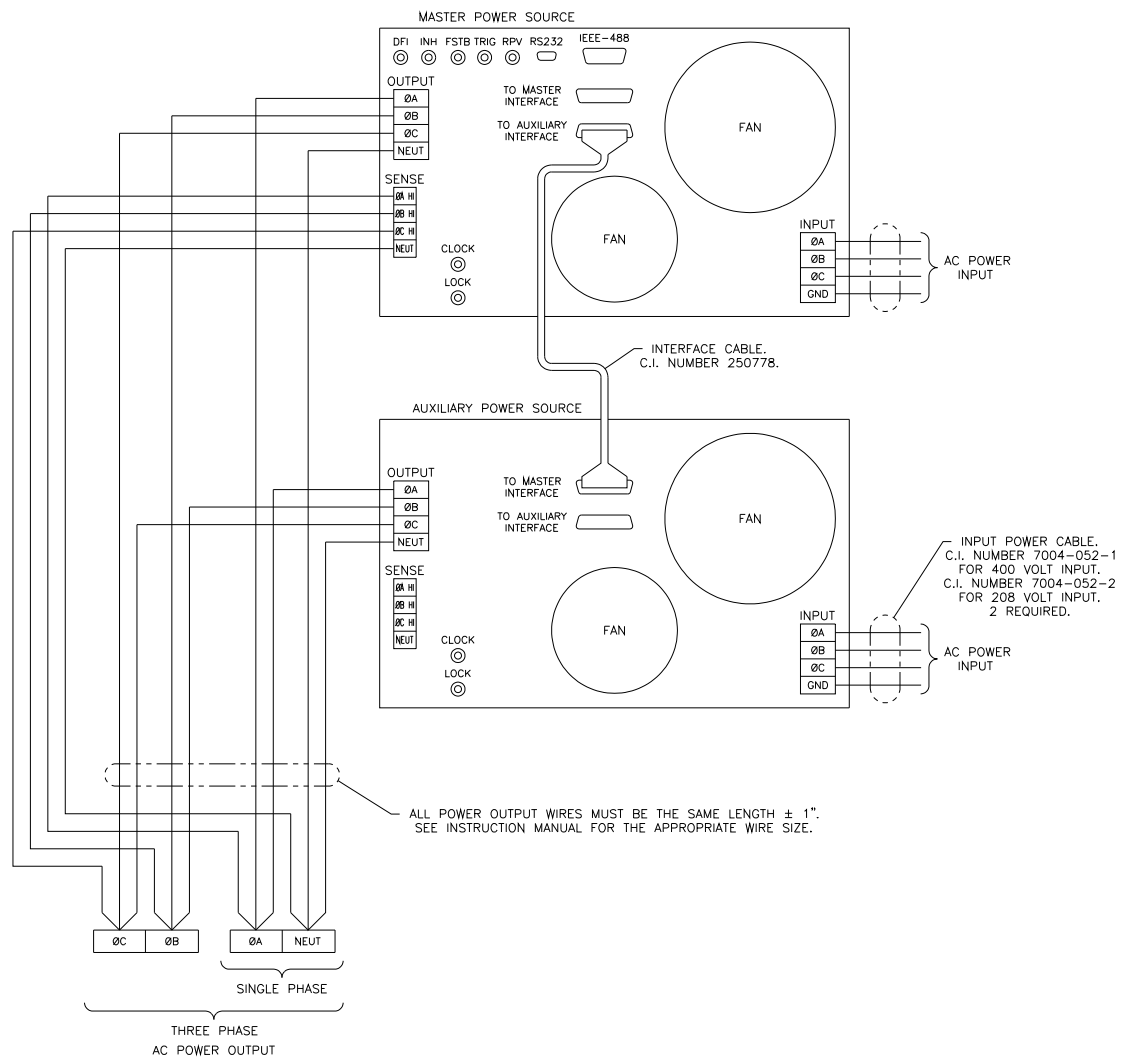 MASTER POWER SOURCE
DFI INH FSTB TRIG RPV RS232 IEEE-488
OUTPUT
ØA
ØB
ØC
NEUT
TO MASTER
INTERFACE
TO AUXILIARY
INTERFACE
FAN
SENSE
ØA HI
ØB HI
ØC HI
NEUT
FAN
CLOCK
LOCK
INPUT
ØA
ØB
ØC
GND
AC POWER
INPUT
INTERFACE CABLE.
C.I. NUMBER 250778.
AUXILIARY POWER SOURCE
OUTPUT
ØA
ØB
ØC
NEUT
TO MASTER
INTERFACE
TO AUXILIARY
INTERFACE
FAN
SENSE
ØA HI
ØB HI
ØC HI
NEUT
FAN
CLOCK
LOCK
INPUT
ØA
ØB
ØC
GND
INPUT POWER CABLE.
C.I. NUMBER 7004-052-1
FOR 400 VOLT INPUT.
C.I. NUMBER 7004-052-2
FOR 208 VOLT INPUT.
2 REQUIRED.
AC POWER
INPUT
ALL POWER OUTPUT WIRES MUST BE THE SAME LENGTH ± 1".
SEE INSTRUCTION MANUAL FOR THE APPROPRIATE WIRE SIZE.
ØC ØB ØA NEUT
SINGLE PHASE
THREE PHASE
AC POWER OUTPUT